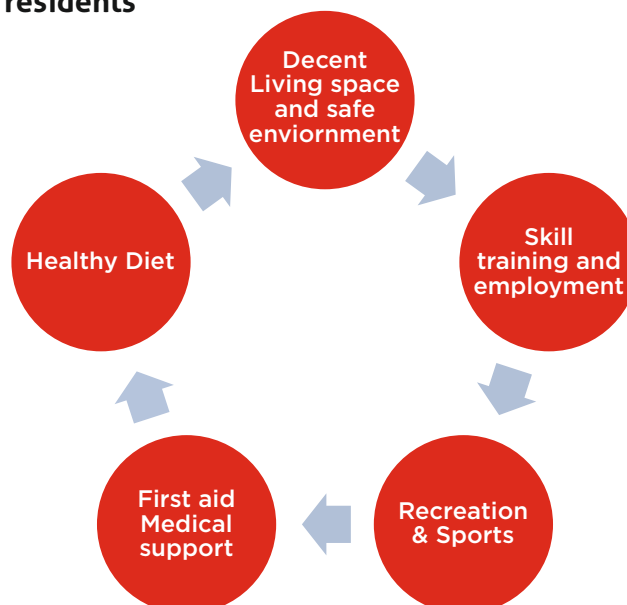 residents
Decent
Living space
and safe
enviornment
Skill
training and
employment
Recreation
& Sports
First aid
Medical
support
Healthy Diet